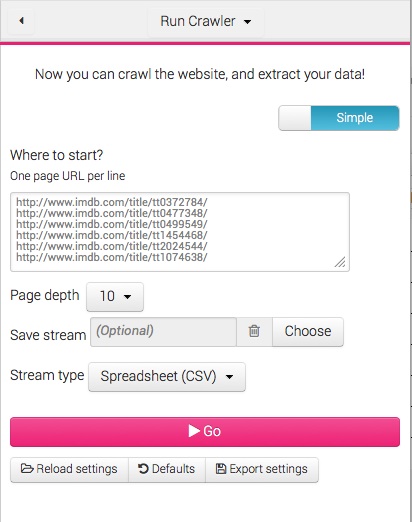 Run Crawler
Now you can crawl the website, and extract your data!
Simple
Where to start?
One page URL per line
http://www.imdb.com/title/tt0372784/
http://www.imdb.com/title/tt0477348/
http://www.imdb.com/title/tt0499549/
http://www.imdb.com/title/tt1454468/
http://www.imdb.com/title/tt2024544/
http://www.imdb.com/title/tt1074638/
Page depth 10
Save stream (Optional) Choose
Stream type Spreadsheet (CSV)
Go
Reload settings Defaults Export settings